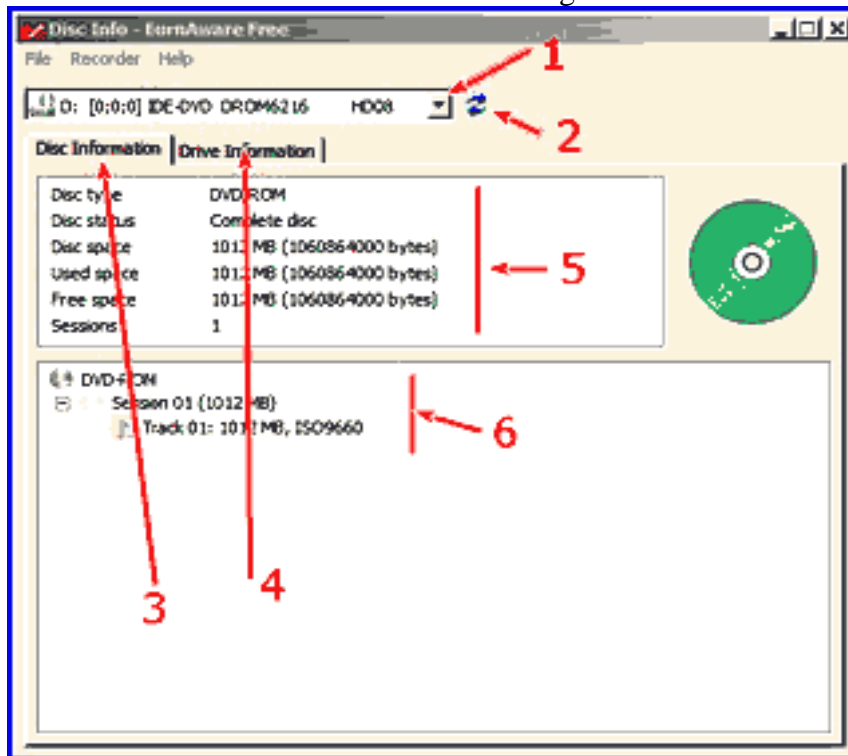 Disc Info - BurnAware Free
File Recorder Help
1
D: [0:0:0] IDE-DVD DROM6216 HD08
2
Disc Information Drive Information
Disc type DVD-ROM
Disc status Complete disc
Disc space 1012 MB (1060864000 bytes)
Used space 1012 MB (1060864000 bytes)
5
Free space 1012 MB (1060864000 bytes)
Sessions 1
DVD-ROM
Session 01 (1012 MB)
Track 01: 1012 MB, ISO9660
6
3
4